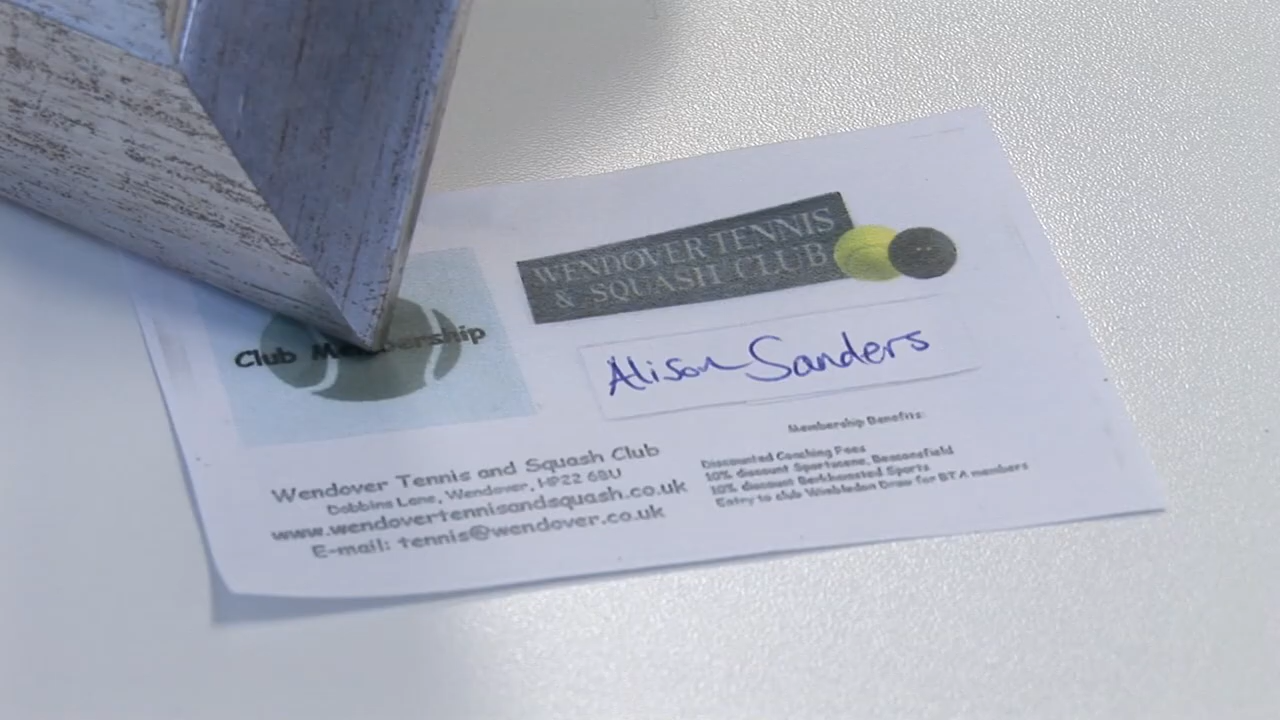 WENDOVER TENNIS
& SQUASH CLUB
Club Membership
Alison Sanders
Wendover Tennis and Squash Club
Dobbins Lane, Wendover, HP22 6BU
www.wendovertennisandsquash.co.uk
E-mail: tennis@wendover.co.uk
Membership Benefits:
Discounted Coaching Fees
10% discount Sportscene, Beaconsfield
10% discount Berkhamsted Sports
Entry to club Wimbledon Draw for BTA members